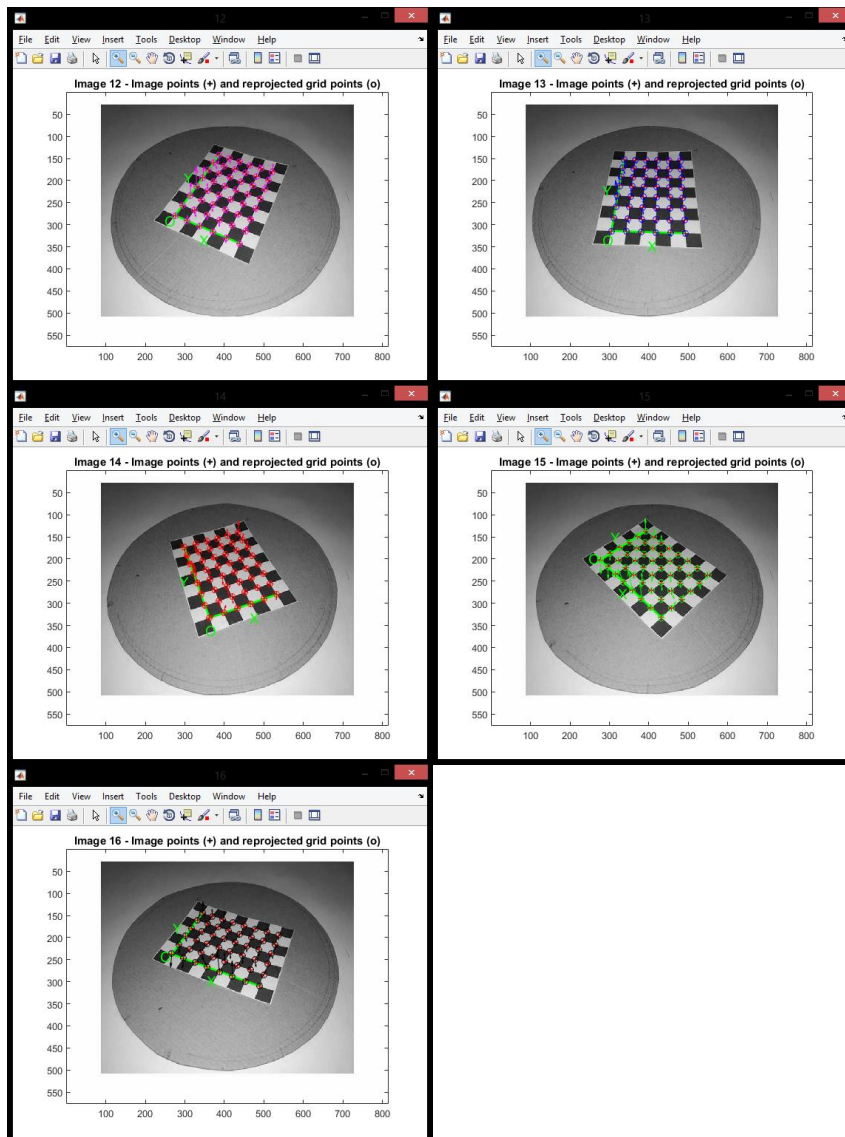 12
13
File Edit View Insert Tools Desktop Window Help
File Edit View Insert Tools Desktop Window Help
Image 12 - Image points (+) and reprojected grid points (o)
Image 13 - Image points (+) and reprojected grid points (o)
50
100
150
200
250
300
350
400
450
500
550
Y
O
X
100 200 300 400 500 600 700 800
50
100
150
200
250
300
350
400
450
500
550
Y
O
X
100 200 300 400 500 600 700 800
14
15
File Edit View Insert Tools Desktop Window Help
File Edit View Insert Tools Desktop Window Help
Image 14 - Image points (+) and reprojected grid points (o)
Image 15 - Image points (+) and reprojected grid points (o)
50
100
150
200
250
300
350
400
450
500
550
Y
O
X
100 200 300 400 500 600 700 800
50
100
150
200
250
300
350
400
450
500
550
Y
O
X
100 200 300 400 500 600 700 800
16
File Edit View Insert Tools Desktop Window Help
Image 16 - Image points (+) and reprojected grid points (o)
50
100
150
200
250
300
350
400
450
500
550
Y
O
X
100 200 300 400 500 600 700 800